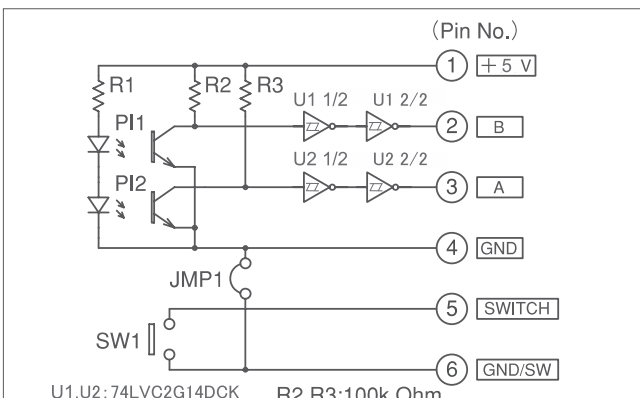 (Pin No.)
R1 R2 R3
1 +5 V
U1 1/2 U1 2/2
PI1
2 B
U2 1/2 U2 2/2
PI2
3 A
4 GND
JMP1
5 SWITCH
SW1
6 GND/SW
U1,U2:74LVC2G14DCK R2,R3:100k Ohm